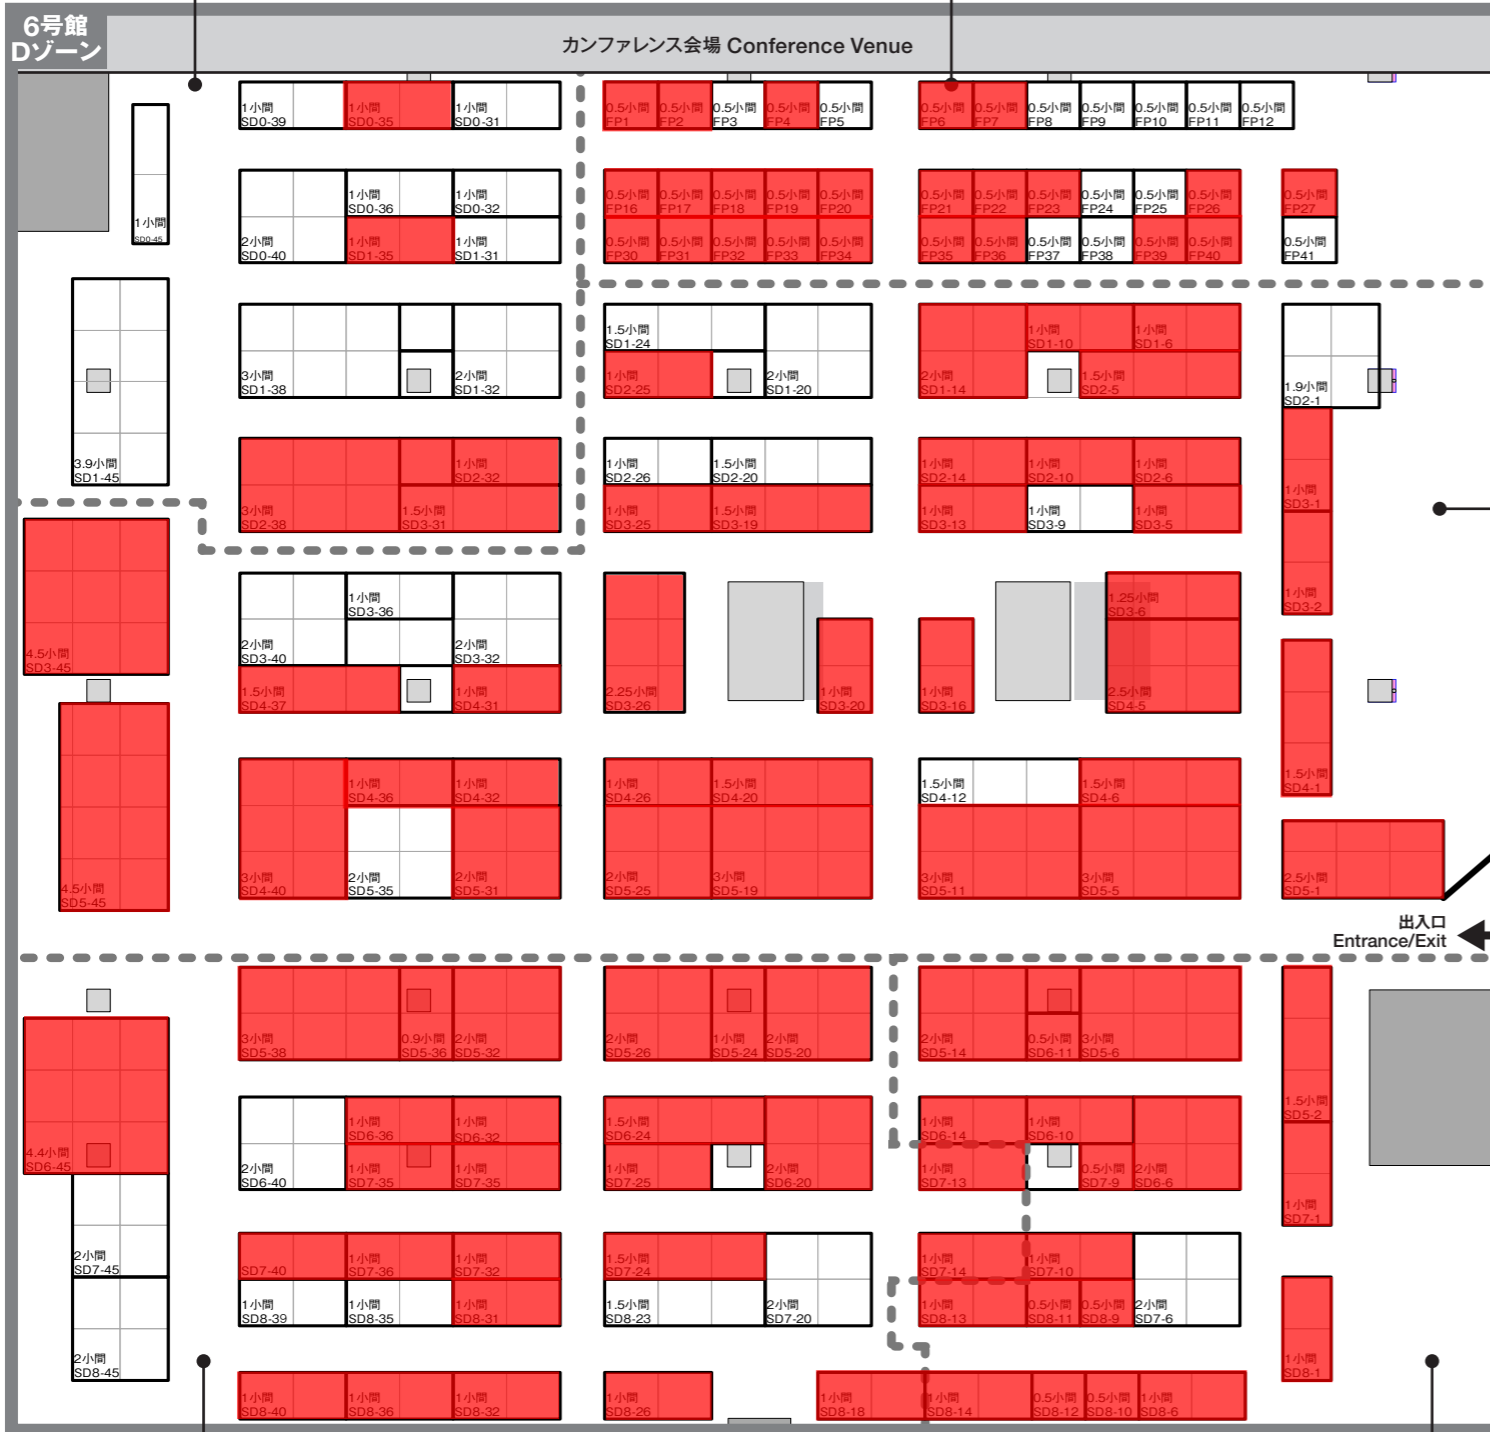 6号館
Dゾーン
カンファレンス会場 Conference Venue
1小間
SD0-39
1小間
SD0-35
1小間
SD0-31
0.5小間
FP1
0.5小間
FP2
0.5小間
FP3
0.5小間
FP4
0.5小間
FP5
0.5小間
FP6
0.5小間
FP7
0.5小間
FP8
0.5小間
FP9
0.5小間
FP10
0.5小間
FP11
0.5小間
FP12
1小間
SD0-45
2小間
SD0-40
1小間
SD0-36
1小間
SD0-32
1小間
SD1-35
1小間
SD1-31
0.5小間
FP16
0.5小間
FP17
0.5小間
FP18
0.5小間
FP19
0.5小間
FP20
0.5小間
FP21
0.5小間
FP22
0.5小間
FP23
0.5小間
FP24
0.5小間
FP25
0.5小間
FP26
0.5小間
FP27
0.5小間
FP30
0.5小間
FP31
0.5小間
FP32
0.5小間
FP33
0.5小間
FP34
0.5小間
FP35
0.5小間
FP36
0.5小間
FP37
0.5小間
FP38
0.5小間
FP39
0.5小間
FP40
0.5小間
FP41
3.9小間
SD1-45
3小間
SD1-38
2小間
SD1-32
1.5小間
SD1-24
1小間
SD2-25
2小間
SD1-20
2小間
SD1-14
1小間
SD1-10
1小間
SD1-6
1.5小間
SD2-5
1.9小間
SD2-1
3小間
SD2-38
1小間
SD2-32
1.5小間
SD3-31
1小間
SD2-26
1.5小間
SD2-20
1小間
SD3-25
1.5小間
SD3-19
1小間
SD2-14
1小間
SD2-10
1小間
SD2-6
1小間
SD3-13
1小間
SD3-9
1小間
SD3-5
1小間
SD3-1
1小間
SD3-2
4.5小間
SD3-45
2小間
SD3-40
1小間
SD3-36
2小間
SD3-32
1.5小間
SD4-37
1小間
SD4-31
2.25小間
SD3-26
1小間
SD3-20
1小間
SD3-16
1.25小間
SD3-6
2.5小間
SD4-5
1.5小間
SD4-1
4.5小間
SD5-45
3小間
SD4-40
1小間
SD4-36
1小間
SD4-32
2小間
SD5-35
2小間
SD5-31
1小間
SD4-26
1.5小間
SD4-20
2小間
SD5-25
3小間
SD5-19
1.5小間
SD4-12
1.5小間
SD4-6
3小間
SD5-11
3小間
SD5-5
2.5小間
SD5-1
出入口
Entrance/Exit
3小間
SD5-38
0.9小間
SD5-36
2小間
SD5-32
2小間
SD5-26
1小間
SD5-24
2小間
SD5-20
2小間
SD5-14
0.5小間
SD6-11
3小間
SD5-6
1.5小間
SD5-2
4.4小間
SD6-45
2小間
SD6-40
1小間
SD6-36
1小間
SD6-32
1小間
SD7-35
1小間
SD7-35
1.5小間
SD6-24
1小間
SD7-25
2小間
SD6-20
1小間
SD6-14
1小間
SD6-10
1小間
SD7-13
0.5小間
SD7-9
2小間
SD6-6
1小間
SD7-1
2小間
SD7-45
SD7-40
1小間
SD7-36
1小間
SD7-32
1小間
SD8-39
1小間
SD8-35
1小間
SD8-31
1.5小間
SD7-24
1.5小間
SD8-23
2小間
SD7-20
1小間
SD7-14
1小間
SD7-10
1小間
SD8-13
0.5小間
SD8-11
0.5小間
SD8-9
2小間
SD7-6
2小間
SD8-45
1小間
SD8-1
1小間
SD8-40
1小間
SD8-36
1小間
SD8-32
1小間
SD8-26
1小間
SD8-18
1小間
SD8-14
0.5小間
SD8-12
0.5小間
SD8-10
1小間
SD8-6